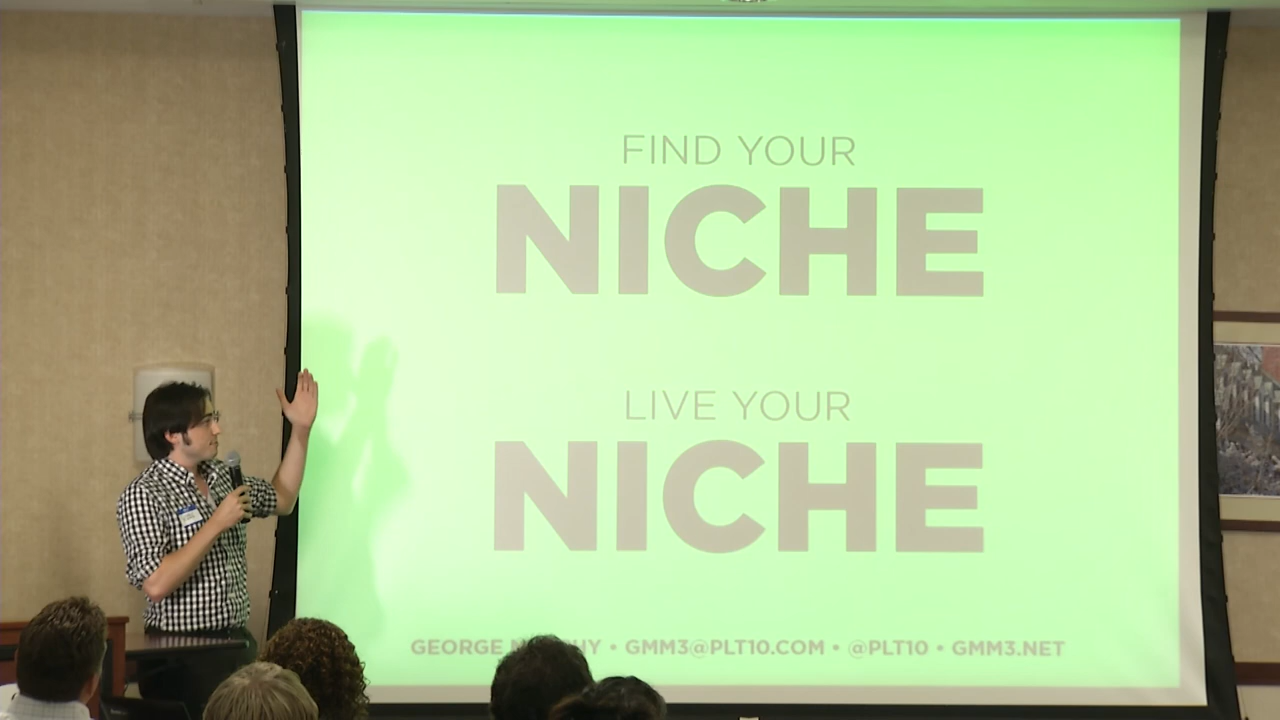 FIND YOUR
NICHE
LIVE YOUR
NICHE
GEORGE • GMM3@PLT10.COM • @PLT10 • GMM3.NET